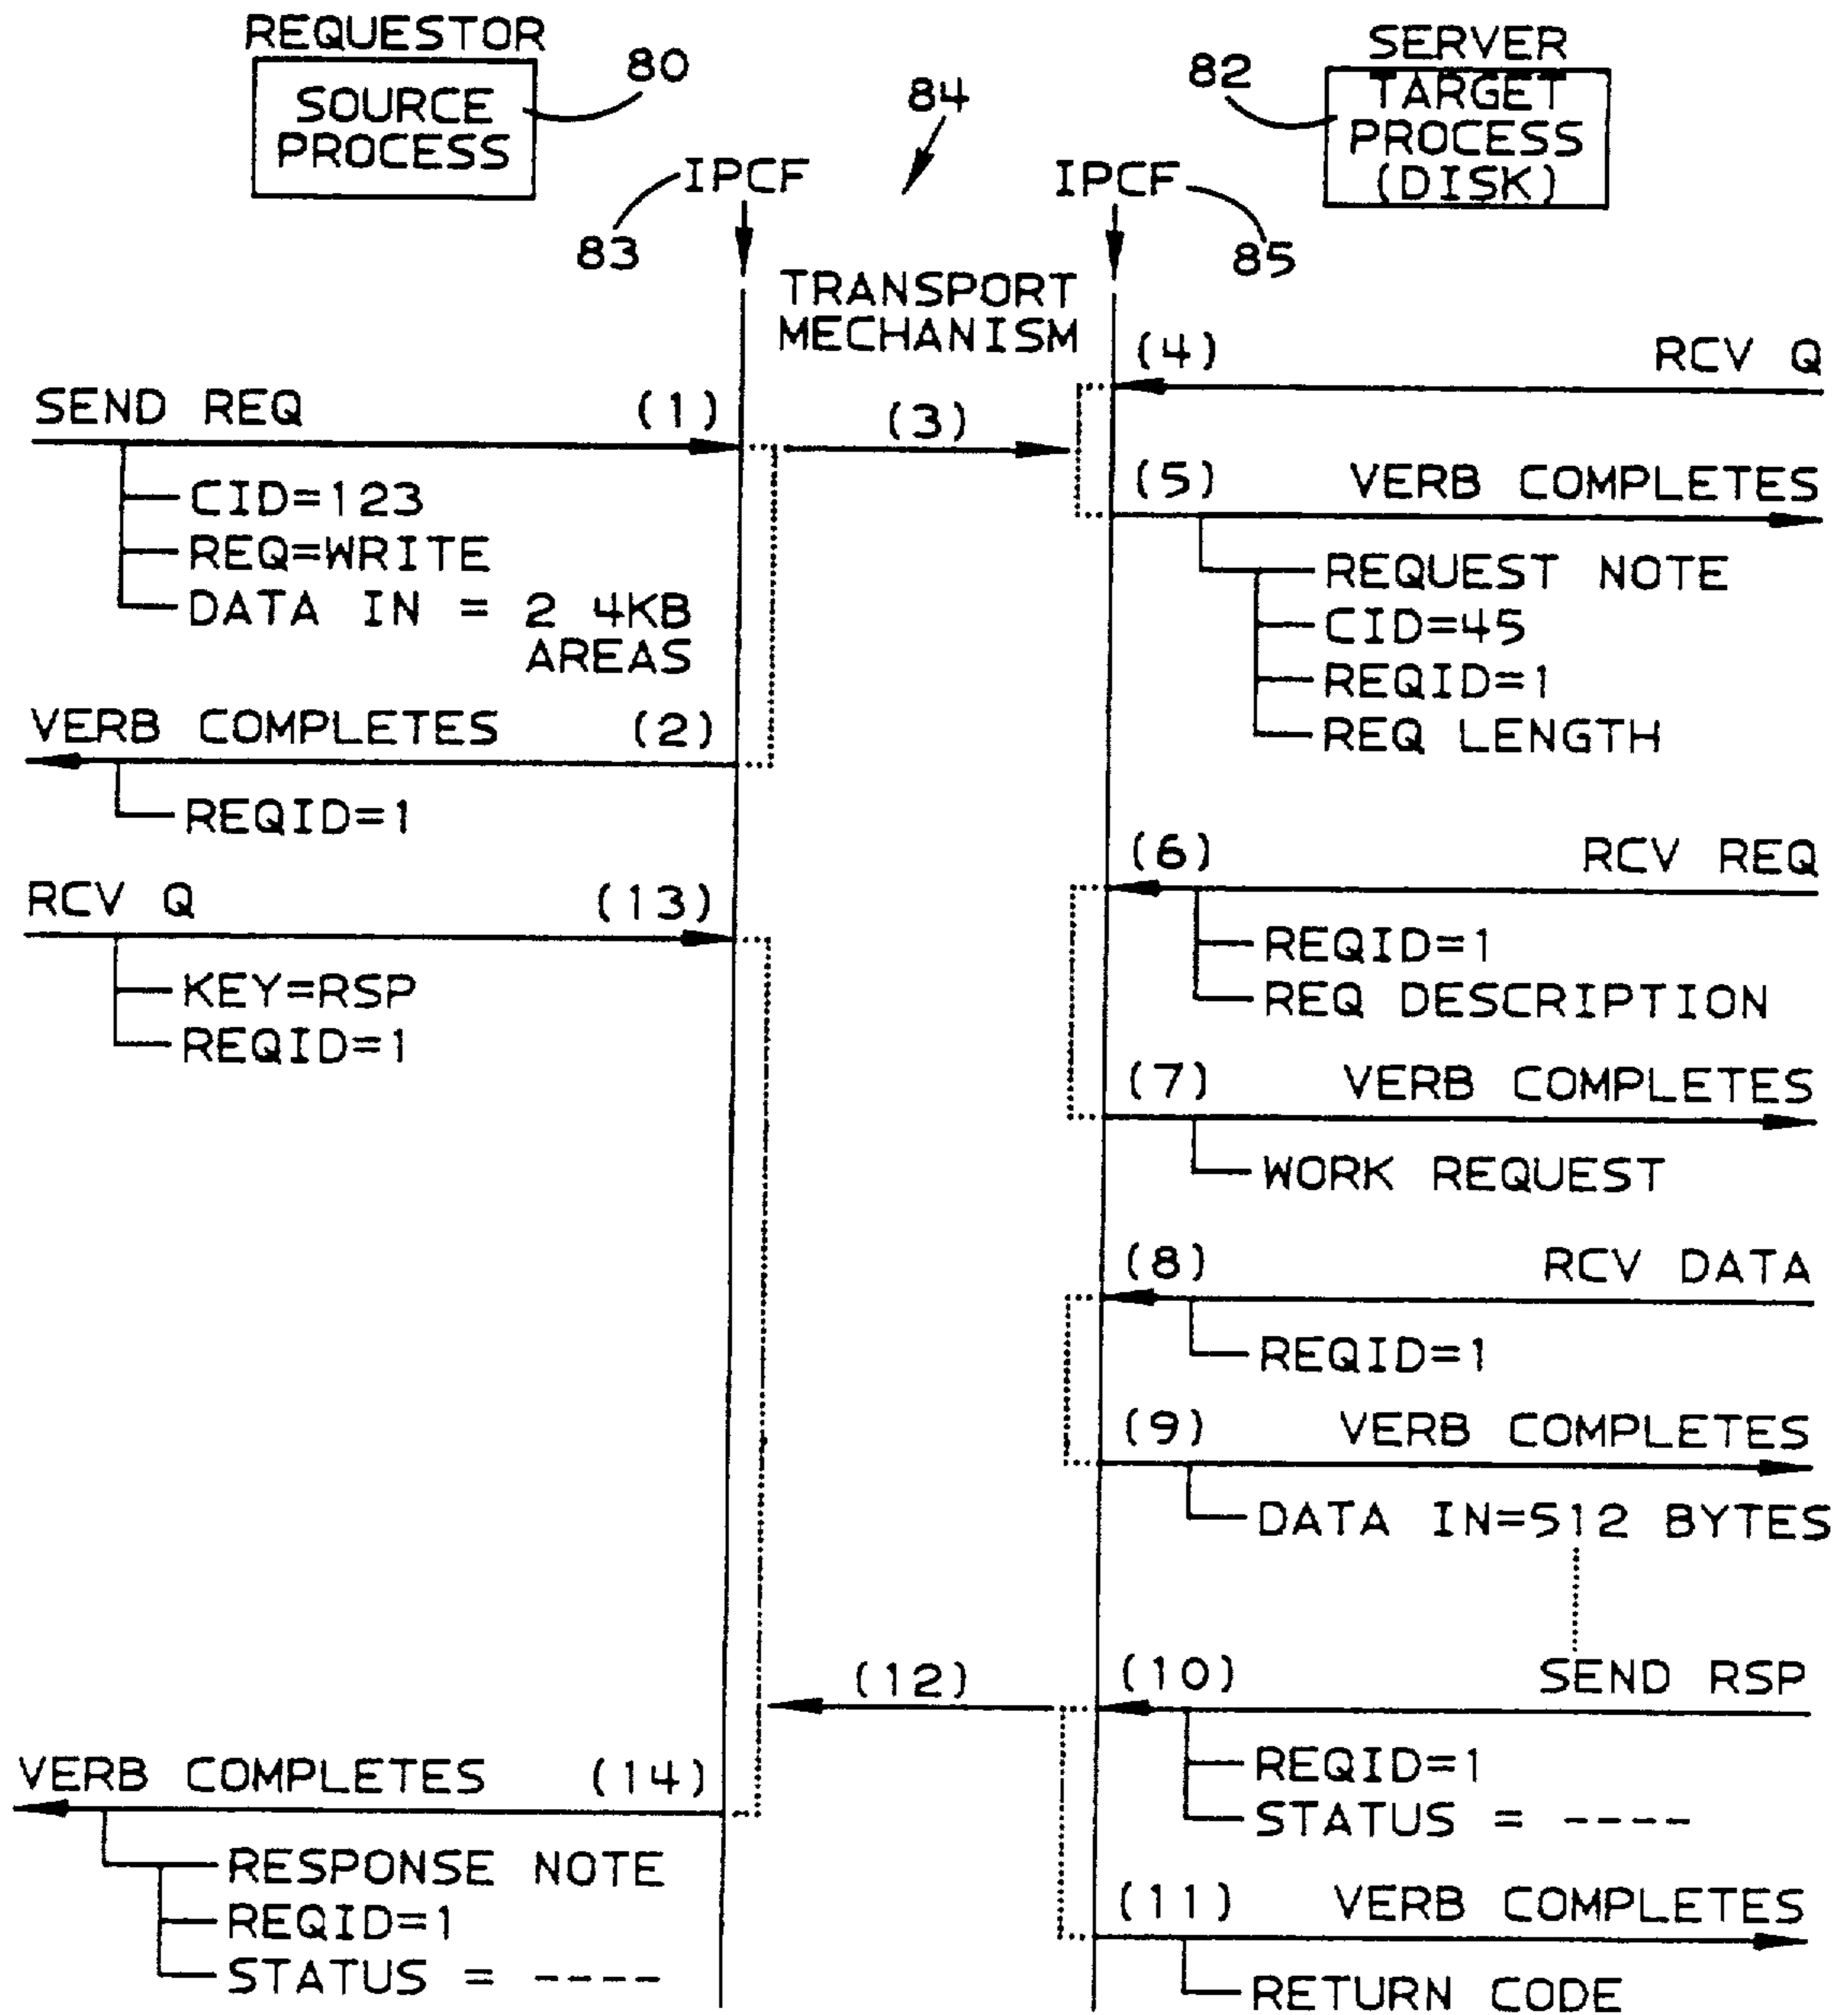 REQUESTOR
SOURCE
PROCESS
80
IPCF
83
84
SERVER
TARGET
PROCESS
(DISK)
82
IPCF
85
TRANSPORT
MECHANISM
SEND REQ (1)
CID=123
REQ=WRITE
DATA IN = 2 4KB
AREAS
(3)
(4) RCV Q
(5) VERB COMPLETES
REQUEST NOTE
CID=45
REQID=1
REQ LENGTH
VERB COMPLETES (2)
REQID=1
(6) RCV REQ
REQID=1
REQ DESCRIPTION
RCV Q (13)
KEY=RSP
REQID=1
(7) VERB COMPLETES
WORK REQUEST
(8) RCV DATA
REQID=1
(9) VERB COMPLETES
DATA IN=512 BYTES
(12)
(10) SEND RSP
REQID=1
STATUS = ----
VERB COMPLETES (14)
RESPONSE NOTE
REQID=1
STATUS = ----
(11) VERB COMPLETES
RETURN CODE